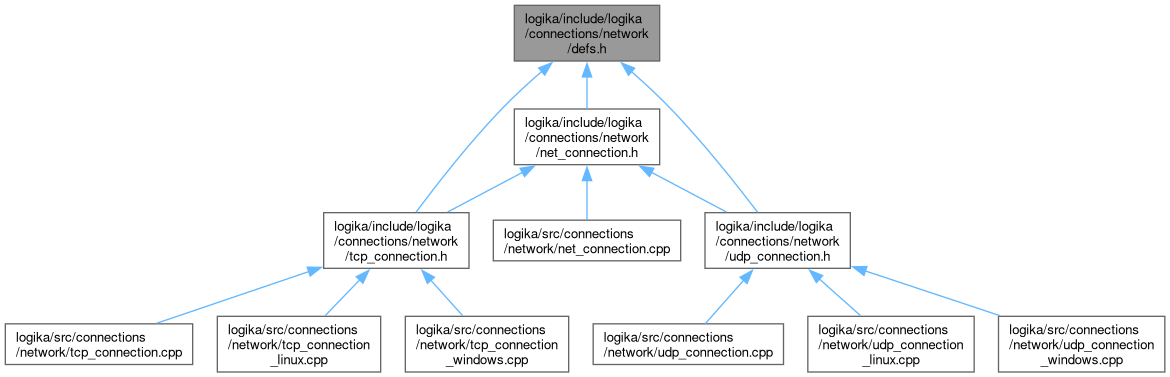 logika/include/logika
/connections/network
/defs.h
logika/include/logika
/connections/network
/net_connection.h
logika/include/logika
/connections/network
/tcp_connection.h
logika/src/connections
/network/net_connection.cpp
logika/include/logika
/connections/network
/udp_connection.h
logika/src/connections
/network/tcp_connection.cpp
logika/src/connections
/network/tcp_connection
_linux.cpp
logika/src/connections
/network/tcp_connection
_windows.cpp
logika/src/connections
/network/udp_connection.cpp
logika/src/connections
/network/udp_connection
_linux.cpp
logika/src/connections
/network/udp_connection
_windows.cpp